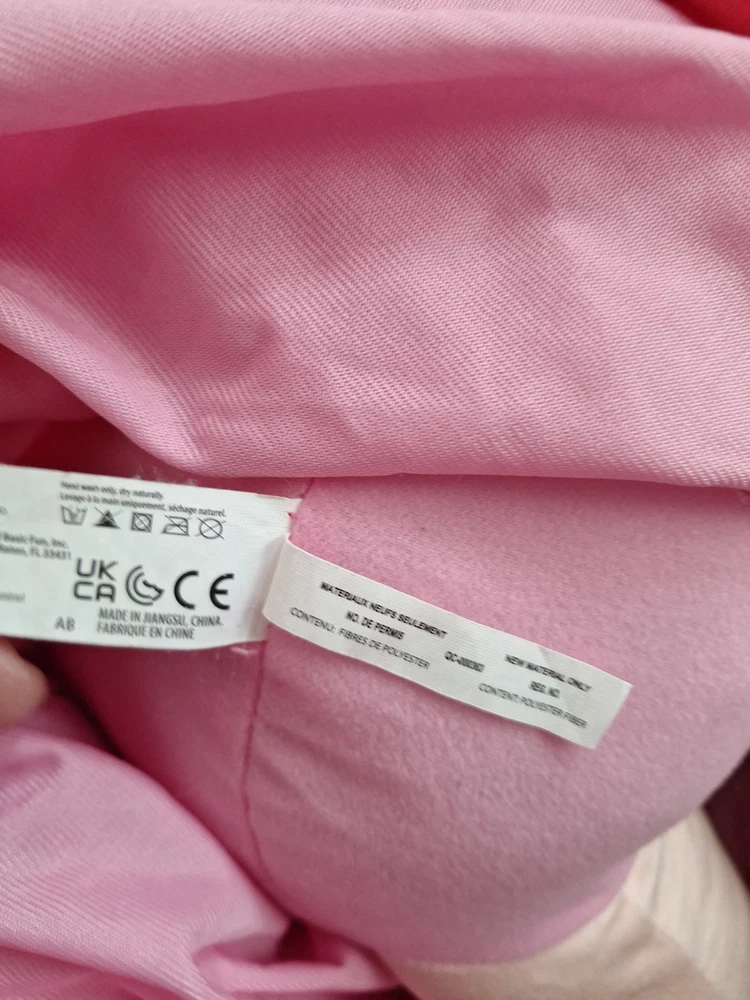 Hand wash only, dry naturally.
Lavage à la main uniquement, séchage naturel.
Basic Fun, Inc.
FL 33431
UK
CA
CE
AB
MADE IN JIANGSU, CHINA.
FABRIQUE EN CHINE
MATERIAUX NEUFS SEULEMENT
NO. DE PERMIS
CONTENU: FIBRES DE POLYESTER
NEW MATERIAL ONLY
REG. NO.
CONTENT: POLYESTER FIBER